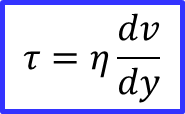 τ = η dv/dy